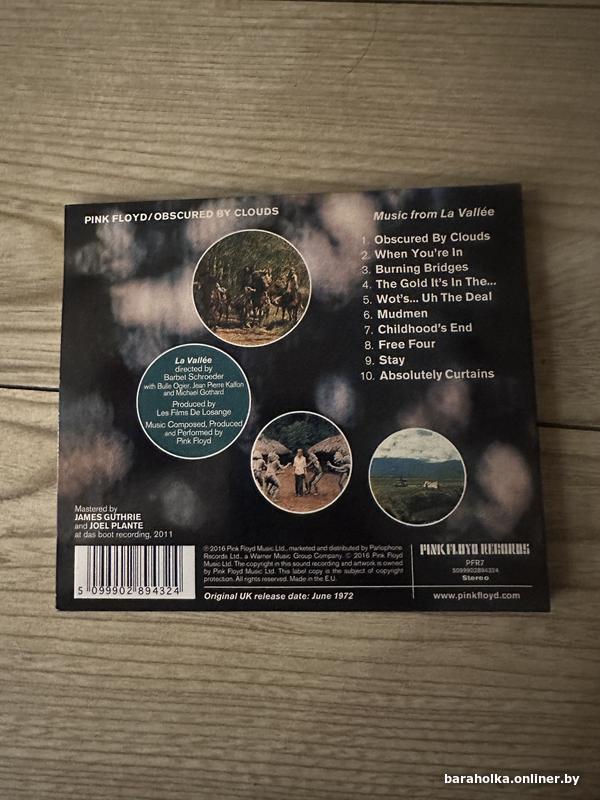 PINK FLOYD/OBSCURED BY CLOUDS
Music from La Vallée
1. Obscured By Clouds
2. When You're In
3. Burning Bridges
4. The Gold It's In The...
5. Wot's... Uh The Deal
6. Mudmen
7. Childhood's End
8. Free Four
9. Stay
10. Absolutely Curtains
La Vallée
directed by
Barbet Schroeder
with Bulle Ogier, Jean Pierre Kalfon
and Michael Gothard
Produced by
Les Films De Losange
Music Composed, Produced
and Performed by
Pink Floyd
Mastered by
JAMES GUTHRIE
and JOEL PLANTE
at das boot recording, 2011
5 099902 894324
℗ 2016 Pink Floyd Music Ltd., marketed and distributed by Parlophone
Records Ltd., a Warner Music Group Company. © 2016 Pink Floyd
Music Ltd. The copyright in this sound recording and artwork is owned
by Pink Floyd Music Ltd. This label copy is the subject of copyright
protection. All rights reserved. Made in the E.U.
Original UK release date: June 1972
PINK FLOYD RECORDS
PFR7
5099902894324
Stereo
www.pinkfloyd.com
baraholka.onliner.by